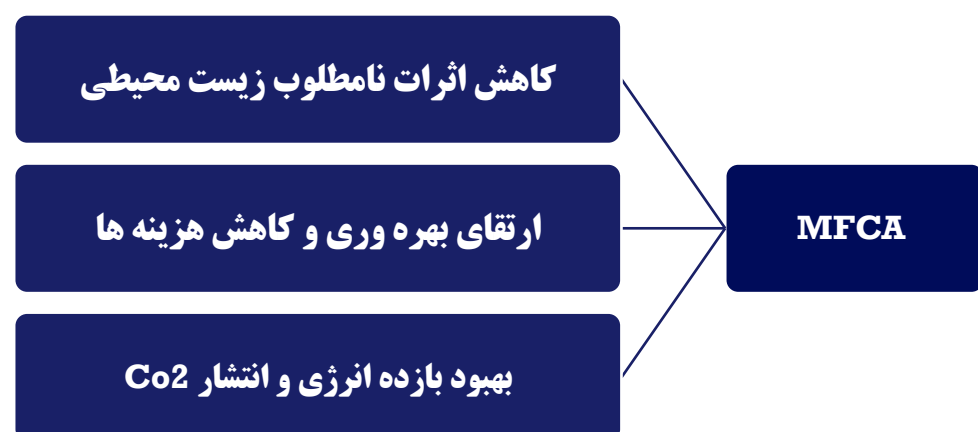 MFCA
کاهش اثرات نامطلوب زیست محیطی
ارتقای بهره وری و کاهش هزینه ها
بهبود بازده انرژی و انتشار Co2